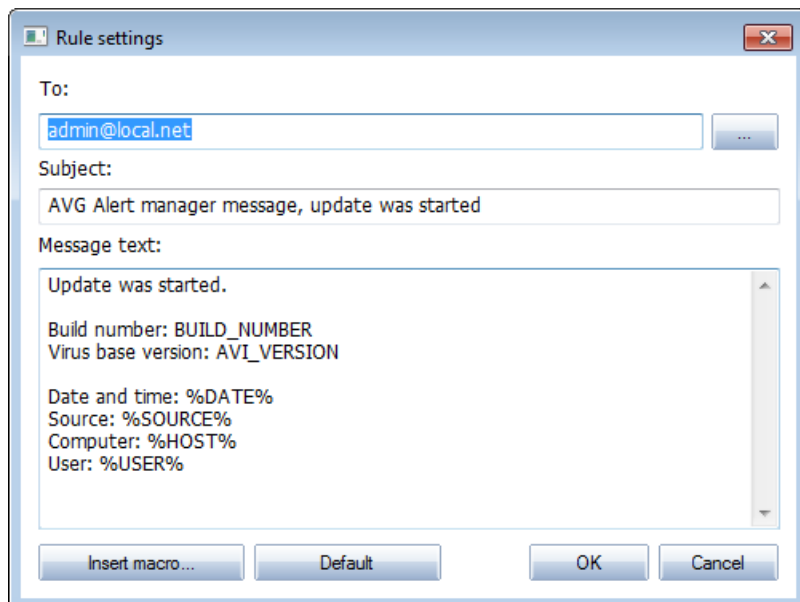 Rule settings
To:
admin@local.net
...
Subject:
AVG Alert manager message, update was started
Message text:
Update was started.
Build number: BUILD_NUMBER
Virus base version: AVI_VERSION
Date and time: %DATE%
Source: %SOURCE%
Computer: %HOST%
User: %USER%
Insert macro... Default OK Cancel